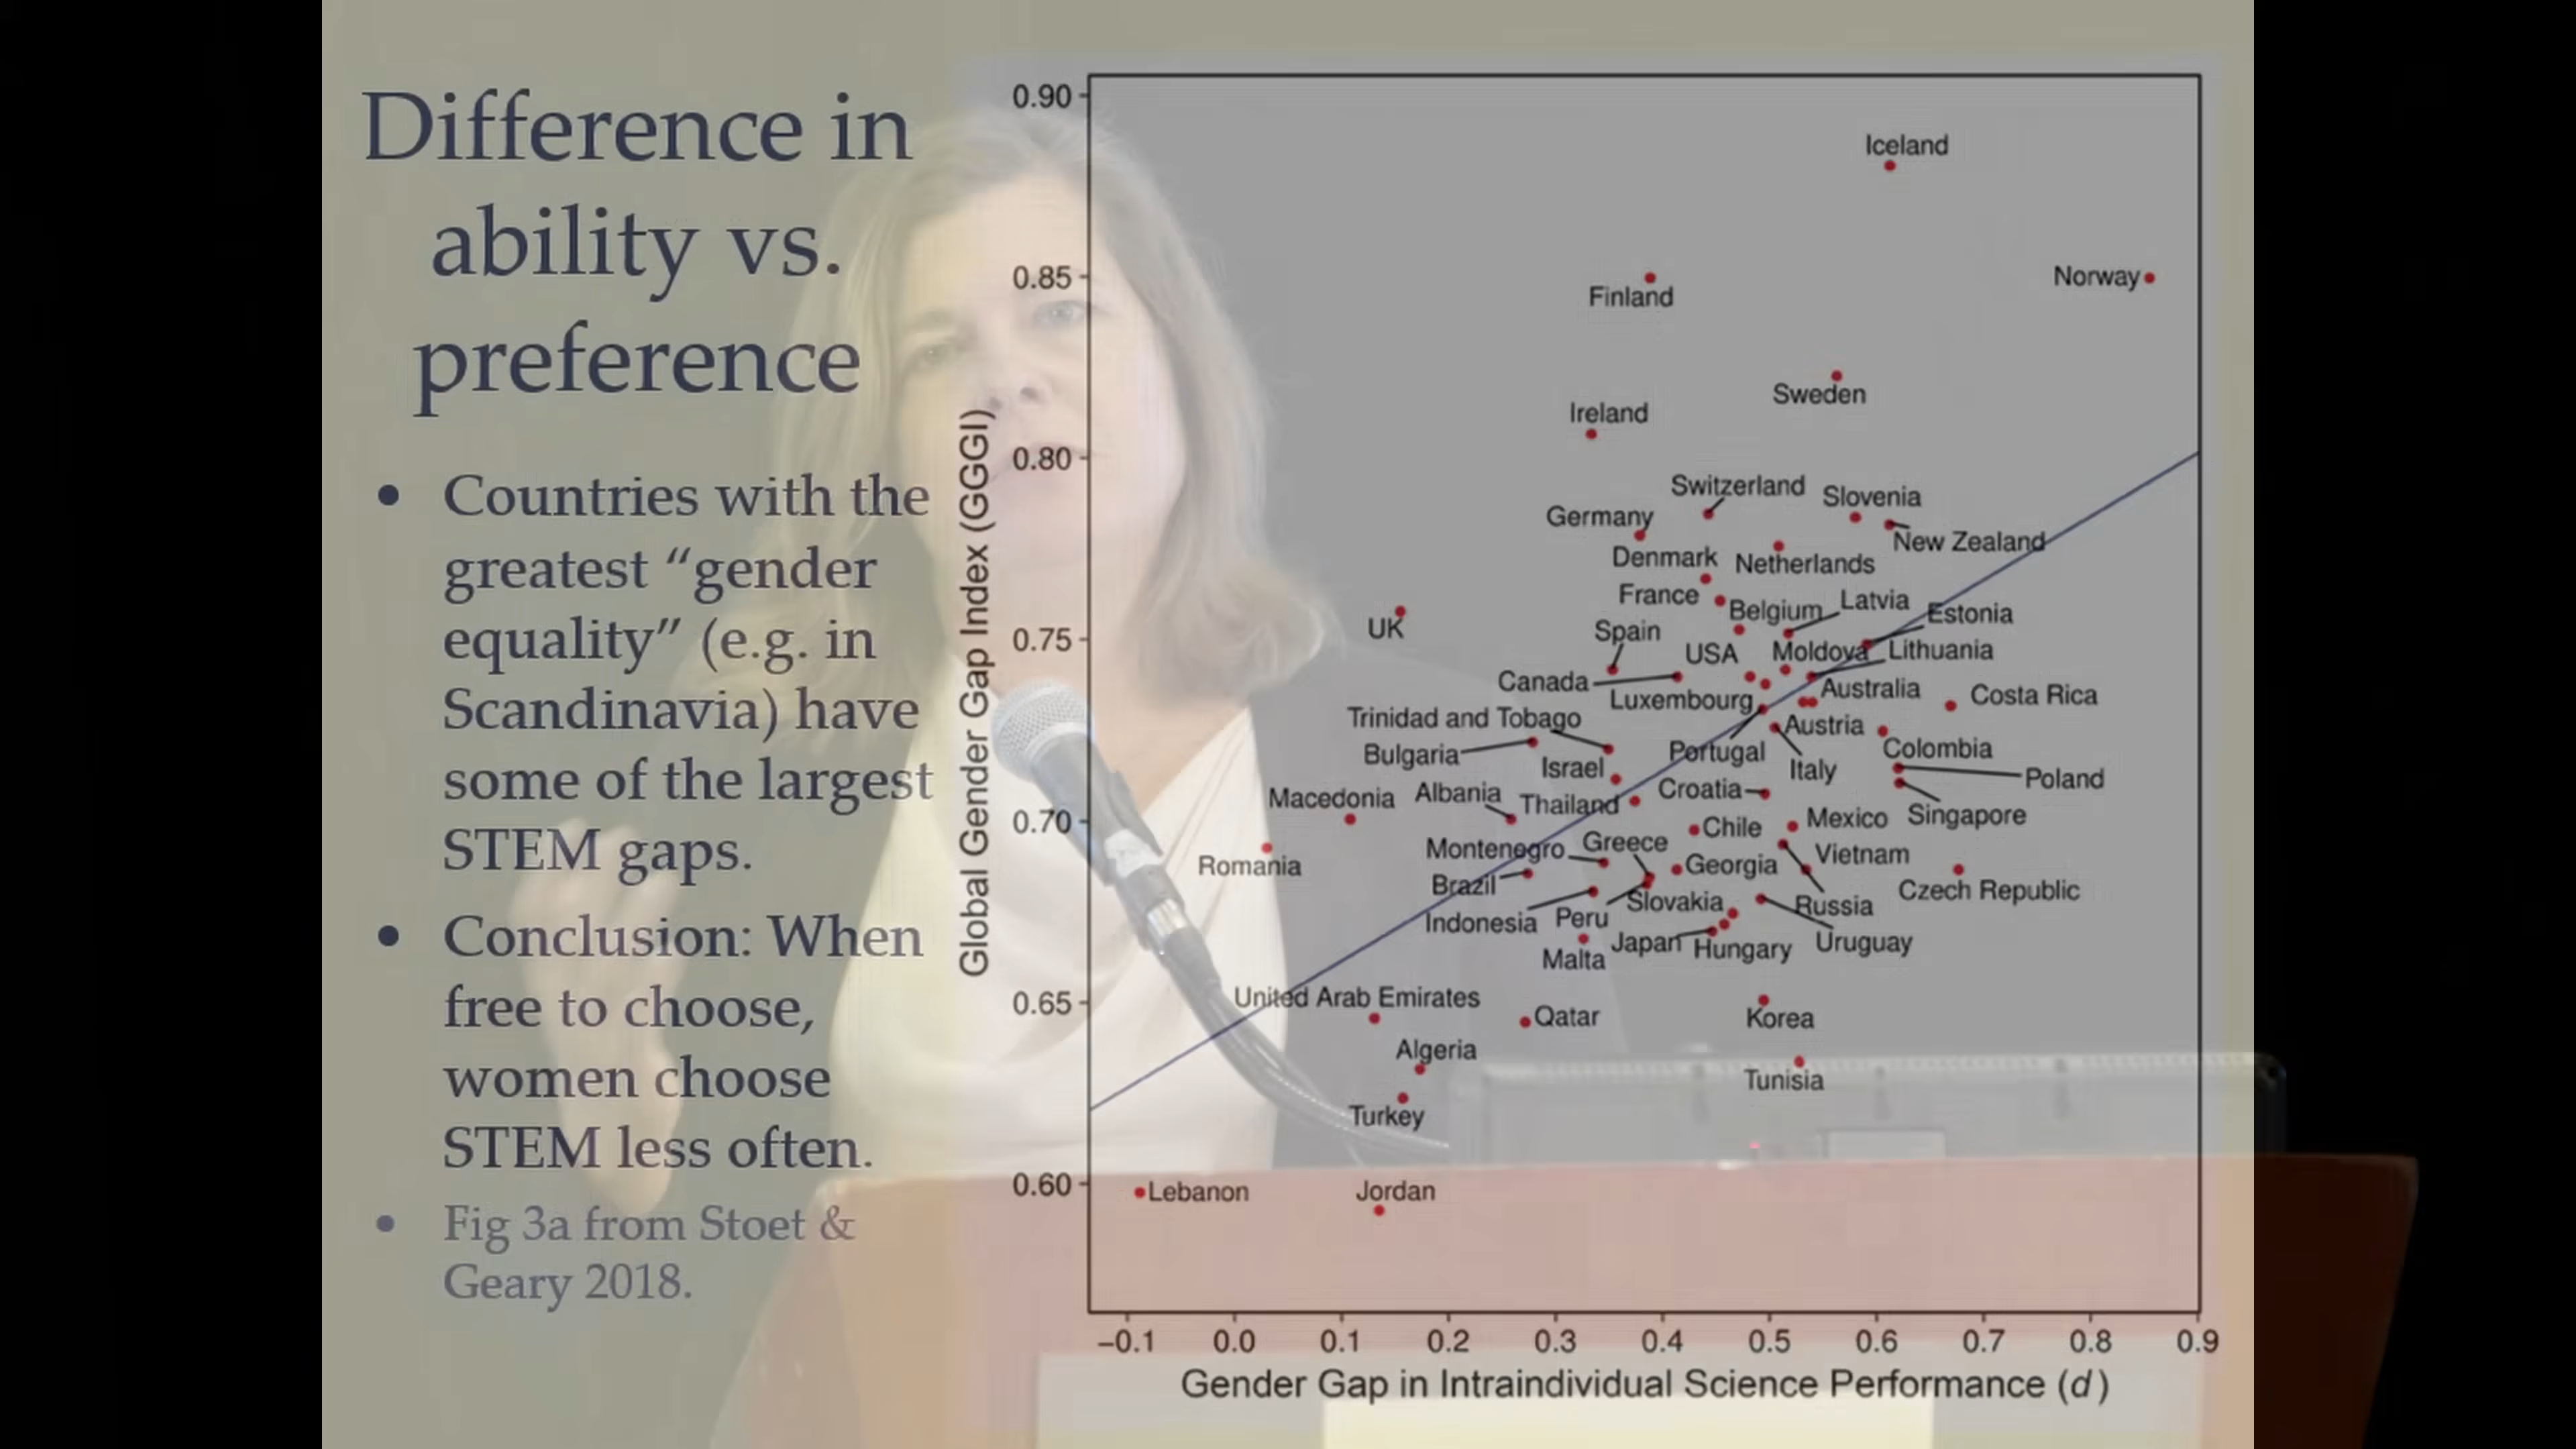 Difference in
ability vs.
preference
• Countries with the
greatest “gender
equality” (e.g. in
Scandinavia) have
some of the largest
STEM gaps.
• Conclusion: When
free to choose,
women choose
STEM less often.
• Fig 3a from Stoet &
Geary 2018.
Global Gender Gap Index (GGGI)
0.90
0.85
0.80
0.75
0.70
0.65
0.60
Iceland
Norway
Finland
Sweden
Ireland
Switzerland
Slovenia
Germany
New Zealand
Denmark
Netherlands
France
Latvia
Belgium
Estonia
UK
Spain
USA
Moldova
Lithuania
Canada
Luxembourg
Australia
Costa Rica
Trinidad and Tobago
Austria
Bulgaria
Portugal
Colombia
Israel
Italy
Poland
Macedonia
Albania
Thailand
Croatia
Singapore
Chile
Mexico
Montenegro
Greece
Vietnam
Romania
Georgia
Brazil
Czech Republic
Slovakia
Russia
Indonesia
Peru
Japan
Hungary
Uruguay
Malta
United Arab Emirates
Qatar
Korea
Algeria
Tunisia
Turkey
Lebanon
Jordan
−0.1 0.0 0.1 0.2 0.3 0.4 0.5 0.6 0.7 0.8 0.9
Gender Gap in Intraindividual Science Performance (d)